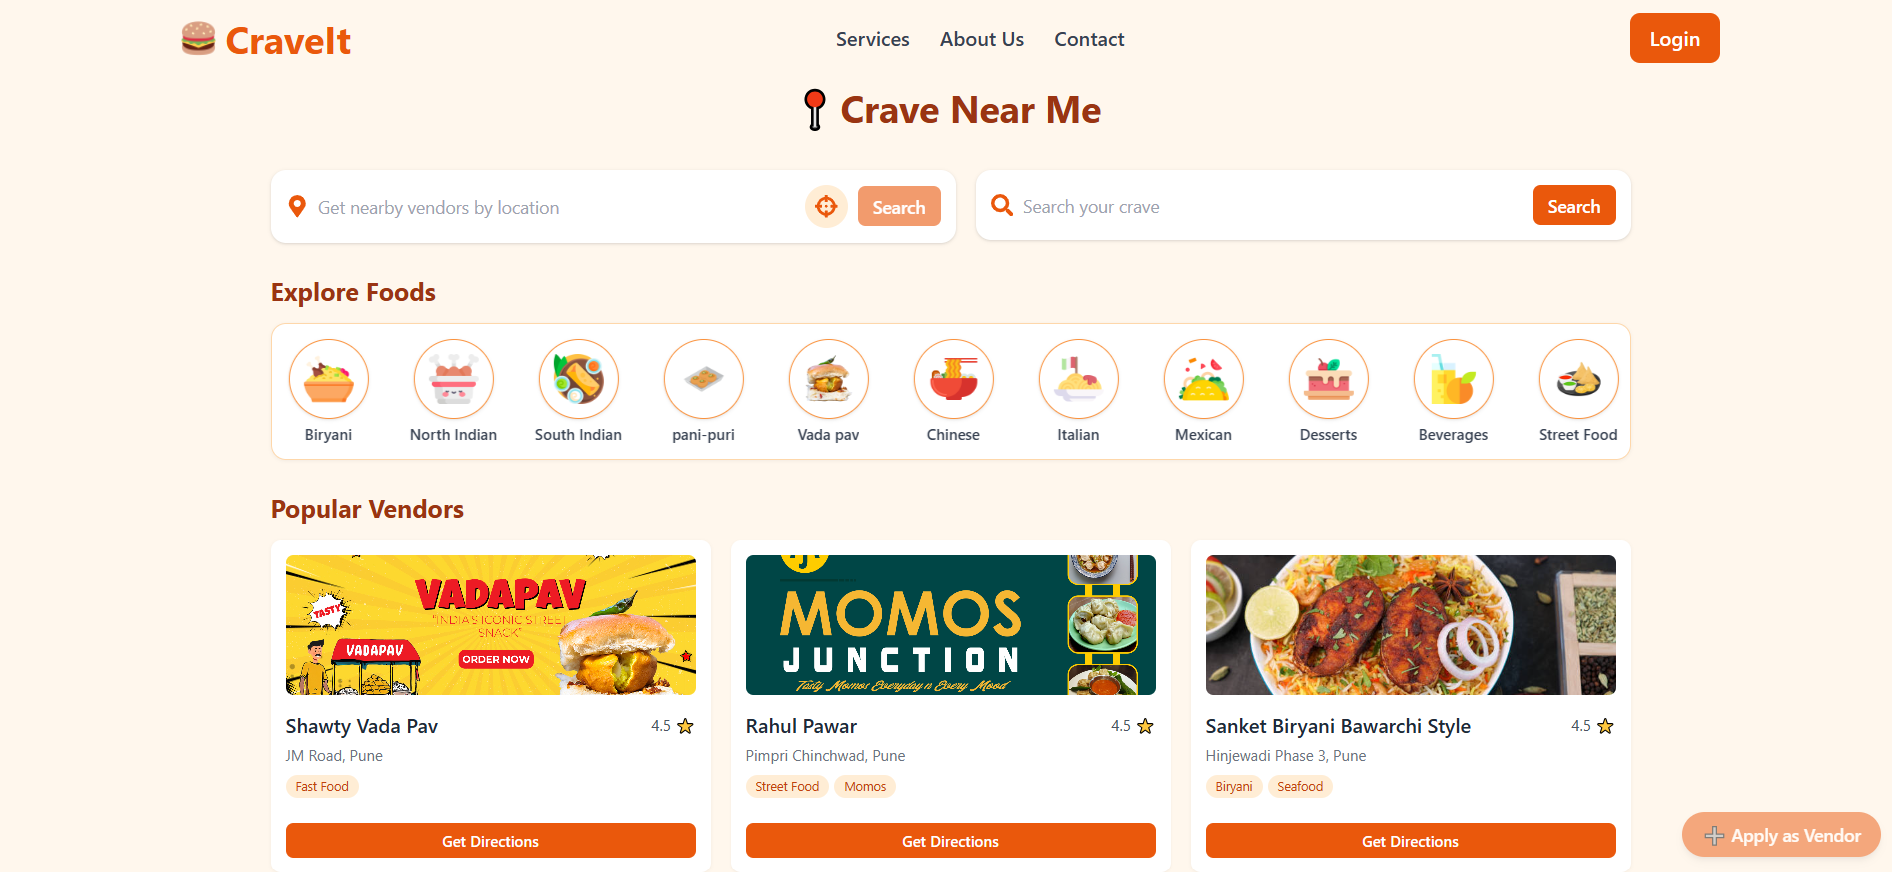 CraveIt
Services
About Us
Contact
Login
Crave Near Me
Get nearby vendors by location
Search
Search your crave
Search
Explore Foods
Biryani
North Indian
South Indian
pani-puri
Vada pav
Chinese
Italian
Mexican
Desserts
Beverages
Street Food
Popular Vendors
TASTY
VADAPAV
"INDIA'S ICONIC STREET
SNACK"
ORDER NOW
VADAPAV
Shawty Vada Pav
4.5
JM Road, Pune
Fast Food
Get Directions
MOMOS
JUNCTION
Tasty Momos Everyday n Every Mood
Rahul Pawar
4.5
Pimpri Chinchwad, Pune
Street Food
Momos
Get Directions
Sanket Biryani Bawarchi Style
4.5
Hinjewadi Phase 3, Pune
Biryani
Seafood
Get Directions
Apply as Vendor